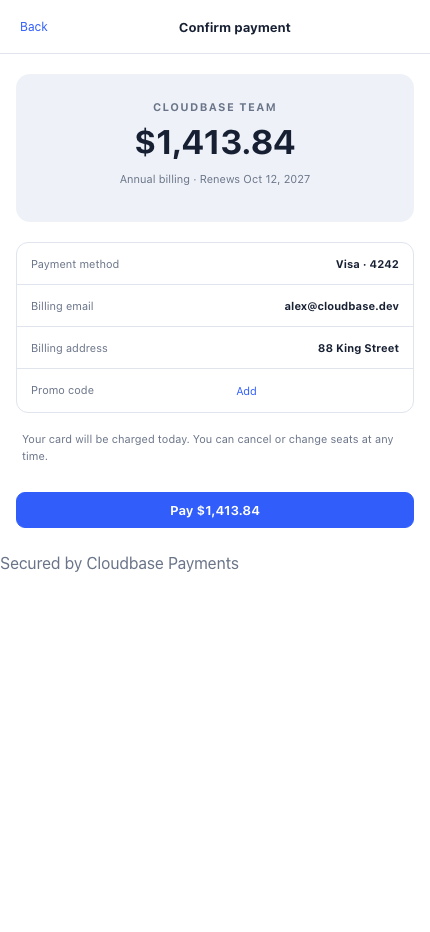 Back
Confirm payment
CLOUDBASE TEAM
$1,413.84
Annual billing · Renews Oct 12, 2027
Payment method Visa · 4242
Billing email alex@cloudbase.dev
Billing address 88 King Street
Promo code Add
Your card will be charged today. You can cancel or change seats at any
time.
Pay $1,413.84
Secured by Cloudbase Payments